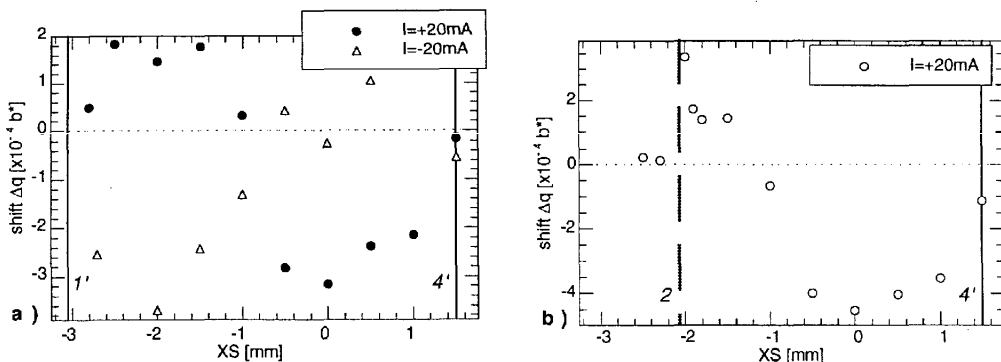 I=+20mA
I=-20mA
2
1
0
-1
-2
-3
shift Δq [x10⁻⁴ b*]
1'
4'
a )
-3
-2
-1
0
1
XS [mm]
I=+20mA
2
0
-2
-4
shift Δq [x10⁻⁴ b*]
2
4'
b )
-3
-2
-1
0
1
XS [mm]